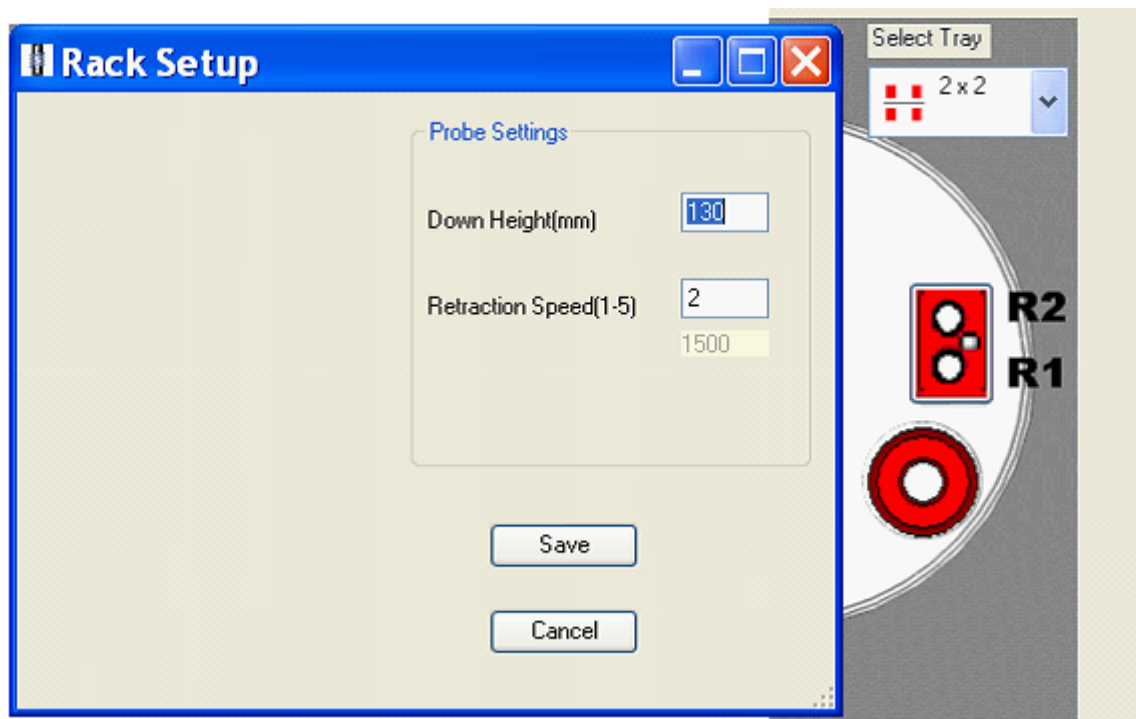 Rack Setup
Probe Settings
Down Height(mm)
130
Retraction Speed(1-5)
2
1500
Save
Cancel
Select Tray
2 x 2
R2
R1